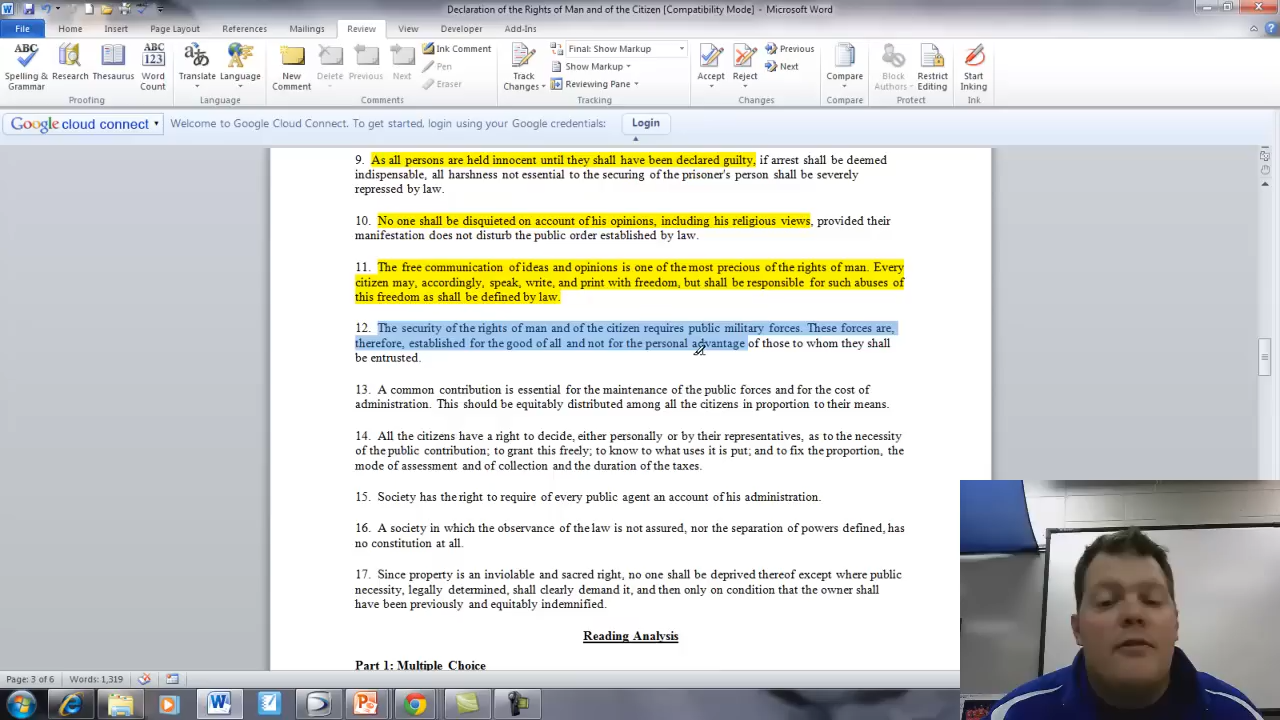 Declaration of the Rights of Man and of the Citizen [Compatibility Mode] - Microsoft Word
File Home Insert Page Layout References Mailings Review View Developer Add-Ins
Spelling & Grammar Research Thesaurus Word Count Translate Language New Comment Delete Previous Next Ink Comment Pen Eraser Track Changes Final: Show Markup Show Markup Reviewing Pane Accept Reject Previous Next Compare Block Authors Restrict Editing Start Inking
Proofing Language Comments Tracking Changes Compare Protect Ink
Google cloud connect Welcome to Google Cloud Connect. To get started, login using your Google credentials: Login
9. As all persons are held innocent until they shall have been declared guilty, if arrest shall be deemed
indispensable, all harshness not essential to the securing of the prisoner's person shall be severely
repressed by law.
10. No one shall be disquieted on account of his opinions, including his religious views, provided their
manifestation does not disturb the public order established by law.
11. The free communication of ideas and opinions is one of the most precious of the rights of man. Every
citizen may, accordingly, speak, write, and print with freedom, but shall be responsible for such abuses of
this freedom as shall be defined by law.
12. The security of the rights of man and of the citizen requires public military forces. These forces are,
therefore, established for the good of all and not for the personal advantage of those to whom they shall
be entrusted.
13. A common contribution is essential for the maintenance of the public forces and for the cost of
administration. This should be equitably distributed among all the citizens in proportion to their means.
14. All the citizens have a right to decide, either personally or by their representatives, as to the necessity
of the public contribution; to grant this freely; to know to what uses it is put; and to fix the proportion, the
mode of assessment and of collection and the duration of the taxes.
15. Society has the right to require of every public agent an account of his administration.
16. A society in which the observance of the law is not assured, nor the separation of powers defined, has
no constitution at all.
17. Since property is an inviolable and sacred right, no one shall be deprived thereof except where public
necessity, legally determined, shall clearly demand it, and then only on condition that the owner shall
have been previously and equitably indemnified.
Reading Analysis
Part 1: Multiple Choice
Page: 3 of 6 Words: 1,319